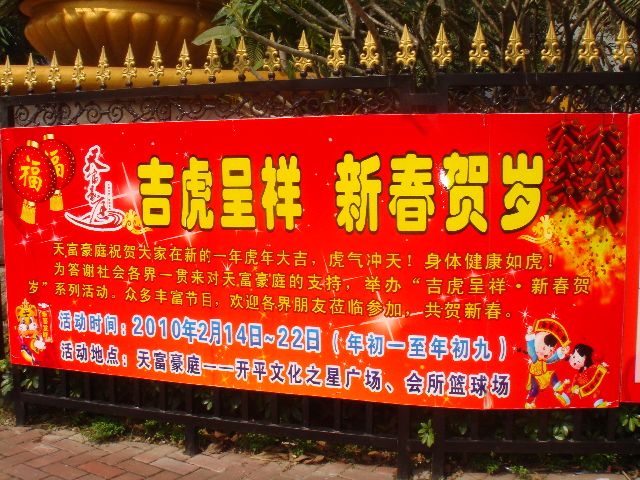 福
福
天富豪庭
吉虎呈祥 新春贺岁
天富豪庭祝贺大家在新的一年虎年大吉，虎气冲天！身体健康如虎！
为答谢社会各界一贯来对天富豪庭的支持，举办“吉虎呈祥·新春贺
岁”系列活动。众多丰富节目，欢迎各界朋友莅临参加，共贺新春。
活动时间：2010年2月14日~22日（年初一至年初九）
活动地点：天富豪庭——开平文化之星广场、会所篮球场